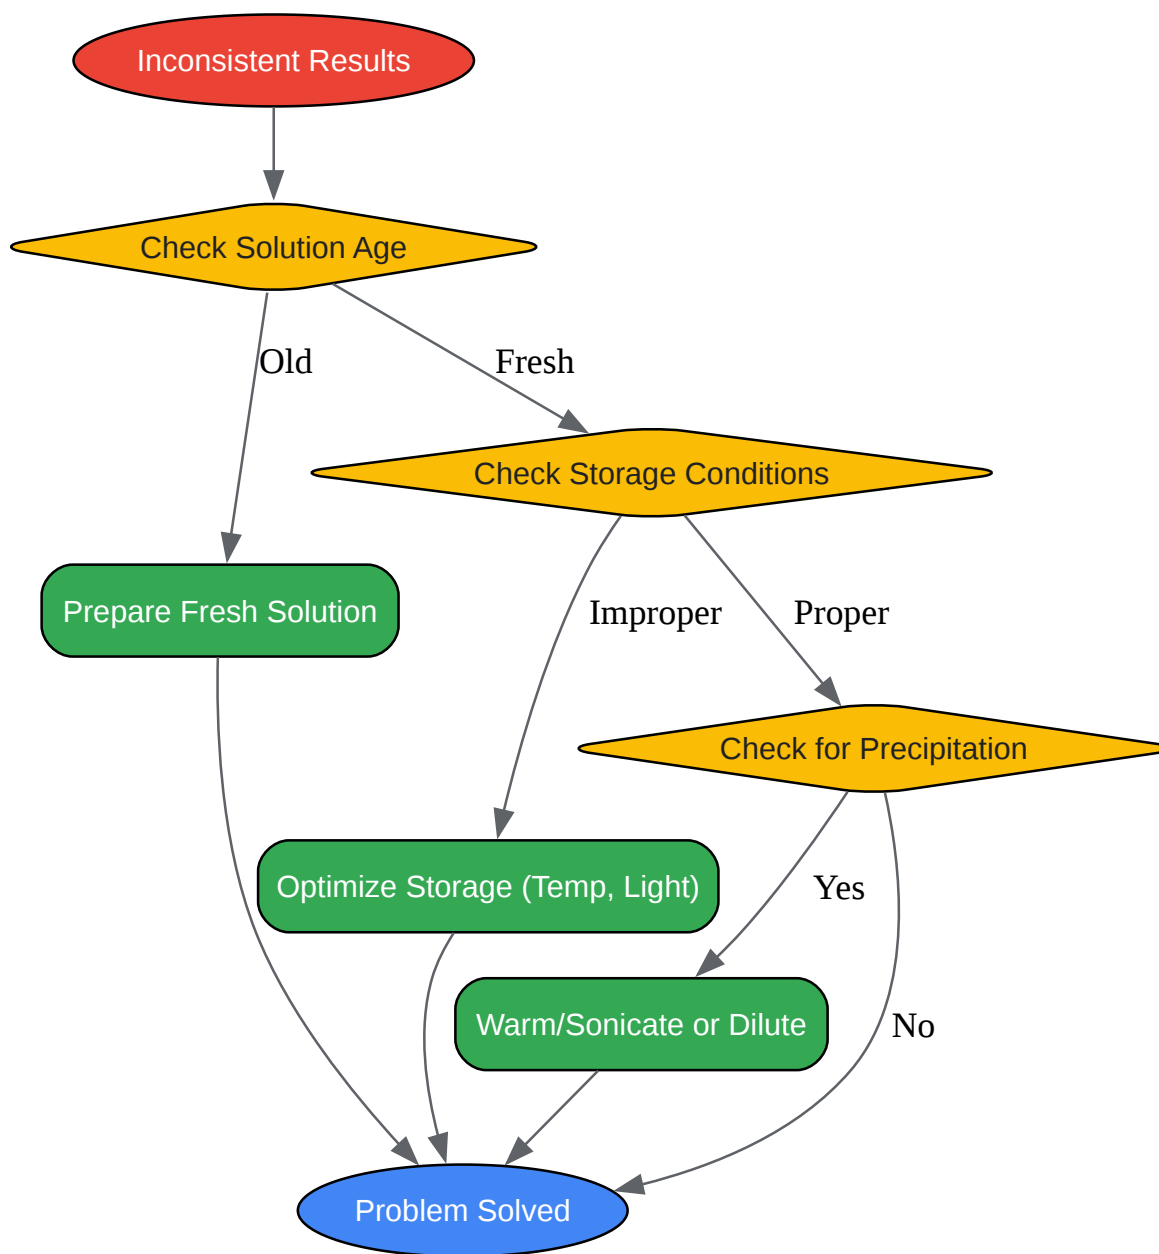 Inconsistent Results
Check Solution Age
Old
Fresh
Check Storage Conditions
Prepare Fresh Solution
Improper
Proper
Check for Precipitation
Optimize Storage (Temp, Light)
Yes
Warm/Sonicate or Dilute
No
Problem Solved